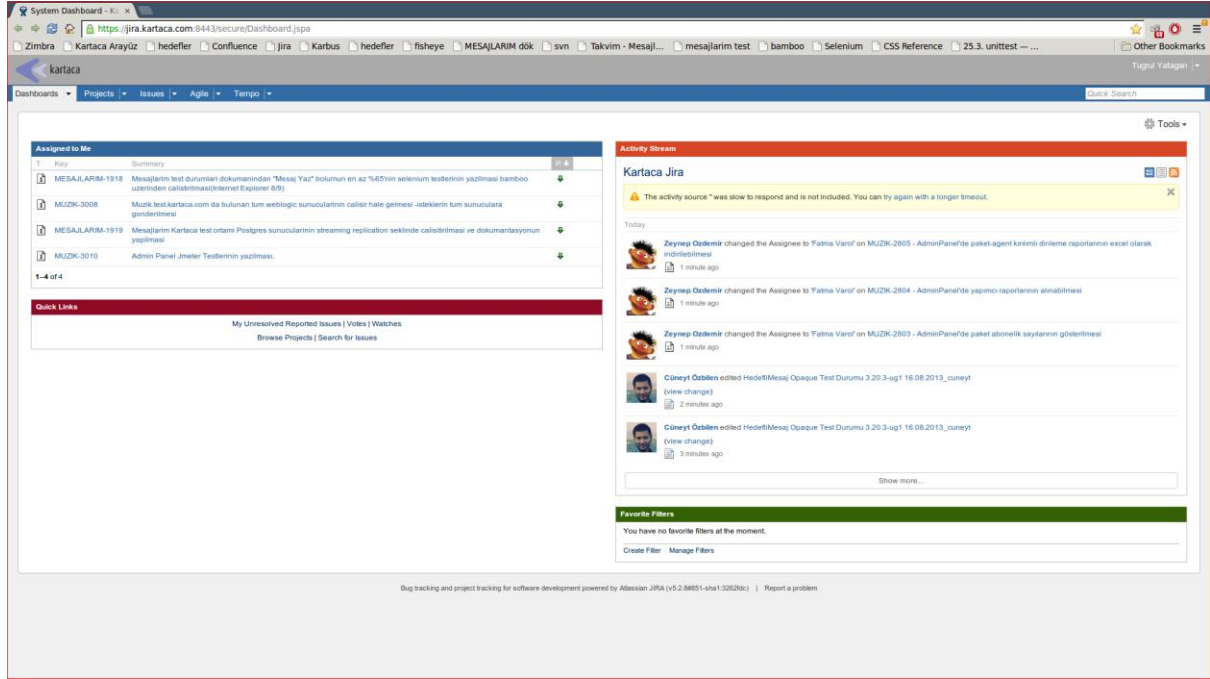 System Dashboard - Ka
https://jira.kartaca.com:8443/secure/Dashboard.jspa
Zimbra Kartaca Arayüz hedefler Confluence Jira Karbus hedefler fisheye MESAJLARIM dök svn Takvim - Mesajl... mesajlarim test bamboo Selenium CSS Reference 25.3. unittest — ... Other Bookmarks
kartaca
Tugrul Yatagan
Dashboards Projects Issues Agile Tempo Quick Search
Tools
Assigned to Me
T Key Summary P
MESAJLARIM-1918 Mesajlarim test durumlari dokumanindan "Mesaj Yaz" bolumun en az %65'nin selenium testlerinin yazilmasi bamboo
uzerinden calistirilmasi(Internet Explorer 8/9)
MUZIK-3008 Muzik.test.kartaca.com da bulunan tum weblogic sunucularinin calisir hale gelmesi -isteklerin tum sunuculara
gonderilmesi
MESAJLARIM-1919 Mesajlarim Kartaca test ortami Postgres sunucularinin streaming replication seklinde calisitirilmasi ve dokumantasyonun
yapilmasi
MUZIK-3010 Admin Panel Jmeter Testlerinin yazilması.
1–4 of 4
Quick Links
My Unresolved Reported Issues | Votes | Watches
Browse Projects | Search for Issues
Activity Stream
Kartaca Jira
The activity source '' was slow to respond and is not included. You can try again with a longer timeout.
Today
Zeynep Ozdemir changed the Assignee to 'Fatma Varol' on MUZIK-2805 - AdminPanel'de paket-agent kırılımlı dinleme raporlarının excel olarak
indirilebilmesi
1 minute ago
Zeynep Ozdemir changed the Assignee to 'Fatma Varol' on MUZIK-2804 - AdminPanel'de yapımcı raporlarının alınabilmesi
1 minute ago
Zeynep Ozdemir changed the Assignee to 'Fatma Varol' on MUZIK-2803 - AdminPanel'de paket abonelik sayılarının gösterilmesi
1 minute ago
Cüneyt Özbilen edited HedefliMesaj Opaque Test Durumu 3.20.3-ug1 16.08.2013_cuneyt
(view change)
2 minutes ago
Cüneyt Özbilen edited HedefliMesaj Opaque Test Durumu 3.20.3-ug1 16.08.2013_cuneyt
(view change)
3 minutes ago
Show more...
Favorite Filters
You have no favorite filters at the moment.
Create Filter Manage Filters
Bug tracking and project tracking for software development powered by Atlassian JIRA (v5.2.8#851-sha1:3262fdc) | Report a problem